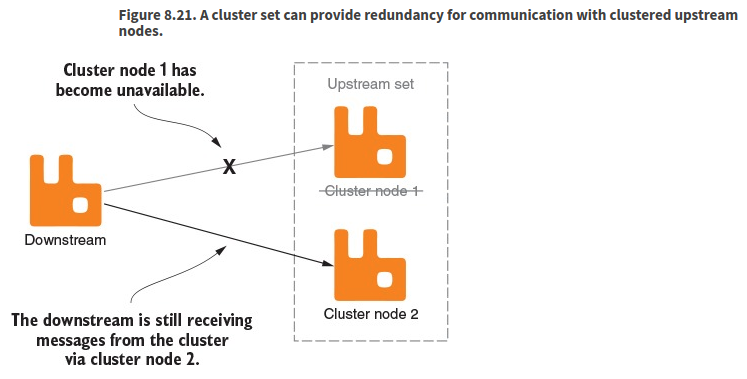 Figure 8.21. A cluster set can provide redundancy for communication with clustered upstream
nodes.
Cluster node 1 has
become unavailable.
Upstream set
X
Cluster node 1
Downstream
Cluster node 2
The downstream is still receiving
messages from the cluster
via cluster node 2.